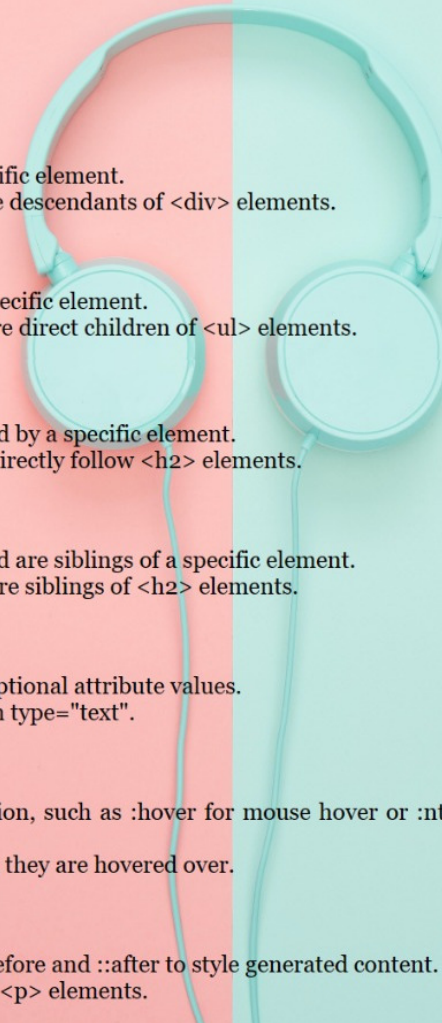 ific element.
e descendants of <div> elements.
ecific element.
re direct children of <ul> elements.
d by a specific element.
irectly follow <h2> elements.
d are siblings of a specific element.
re siblings of <h2> elements.
ptional attribute values.
n type="text".
ion, such as :hover for mouse hover or :nt
they are hovered over.
efore and ::after to style generated content.
<p> elements.